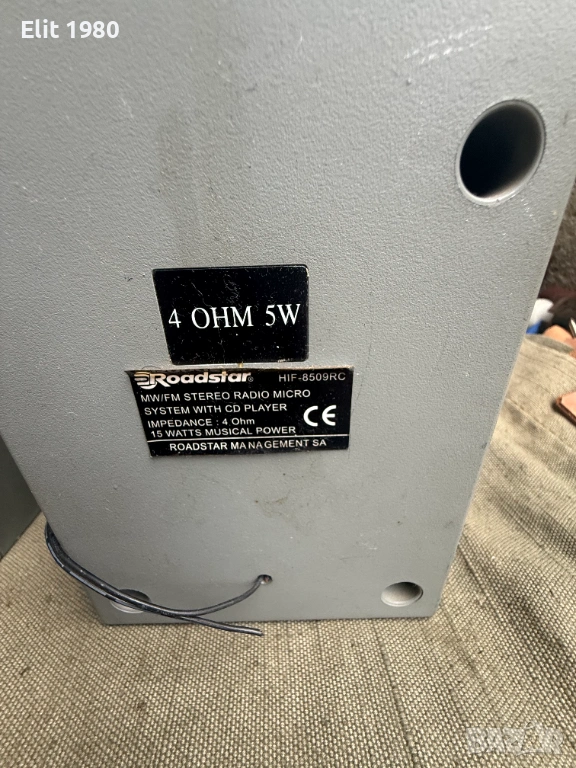 Elit 1980
4 OHM 5W
Roadstar® HIF-8509RC
MW/FM STEREO RADIO MICRO
SYSTEM WITH CD PLAYER
IMPEDANCE : 4 Ohm
15 WATTS MUSICAL POWER
CE
ROADSTAR MANAGEMENT SA
BAZAR